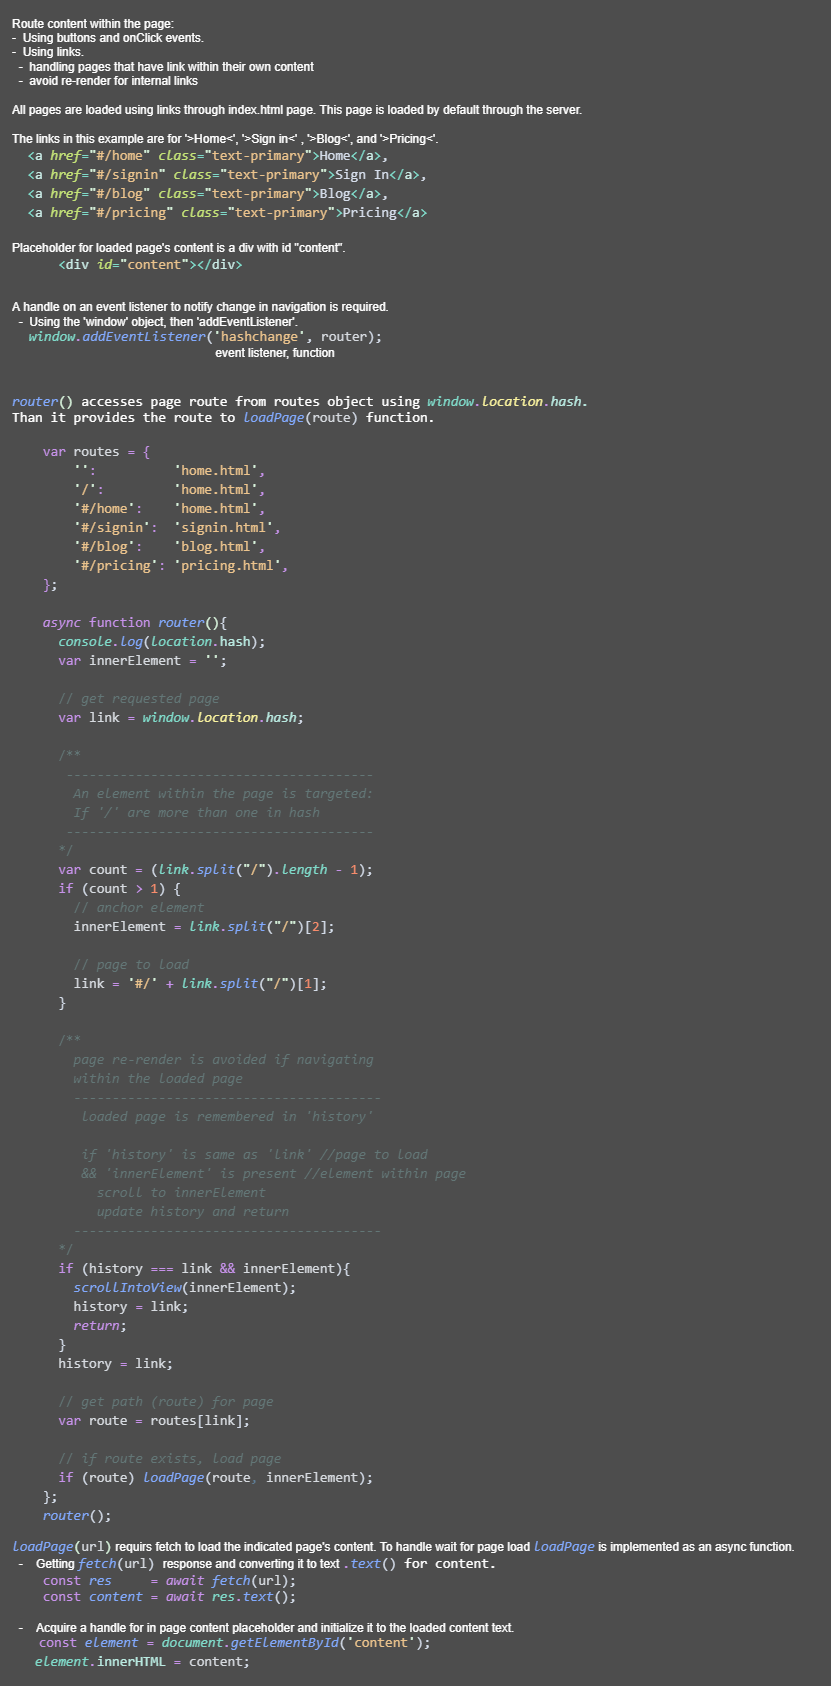 Route content within the page:
- Using buttons and onClick events.
- Using links.
- handling pages that have link within their own content
- avoid re-render for internal links
All pages are loaded using links through index.html page. This page is loaded by default through the server.
The links in this example are for '>Home<', '>Sign in<' , '>Blog<', and '>Pricing<'.
<a href="#/home" class="text-primary">Home</a>,
<a href="#/signin" class="text-primary">Sign In</a>,
<a href="#/blog" class="text-primary">Blog</a>,
<a href="#/pricing" class="text-primary">Pricing</a>
Placeholder for loaded page's content is a div with id "content".
<div id="content"></div>
A handle on an event listener to notify change in navigation is required.
- Using the 'window' object, then 'addEventListener'.
window.addEventListener('hashchange', router);
event listener, function
router() accesses page route from routes object using window.location.hash.
Than it provides the route to loadPage(route) function.
var routes = {
'': 'home.html',
'/': 'home.html',
'#/home': 'home.html',
'#/signin': 'signin.html',
'#/blog': 'blog.html',
'#/pricing': 'pricing.html',
};
async function router(){
console.log(location.hash);
var innerElement = '';
// get requested page
var link = window.location.hash;
/**
----------------------------------------
An element within the page is targeted:
If '/' are more than one in hash
----------------------------------------
*/
var count = (link.split("/").length - 1);
if (count > 1) {
// anchor element
innerElement = link.split("/")[2];
// page to load
link = '#/' + link.split("/")[1];
}
/**
page re-render is avoided if navigating
within the loaded page
----------------------------------------
loaded page is remembered in 'history'
if 'history' is same as 'link' //page to load
&& 'innerElement' is present //element within page
scroll to innerElement
update history and return
----------------------------------------
*/
if (history === link && innerElement){
scrollIntoView(innerElement);
history = link;
return;
}
history = link;
// get path (route) for page
var route = routes[link];
// if route exists, load page
if (route) loadPage(route, innerElement);
};
router();
loadPage(url) requirs fetch to load the indicated page's content. To handle wait for page load loadPage is implemented as an async function.
- Getting fetch(url) response and converting it to text .text() for content.
const res = await fetch(url);
const content = await res.text();
- Acquire a handle for in page content placeholder and initialize it to the loaded content text.
const element = document.getElementById('content');
element.innerHTML = content;